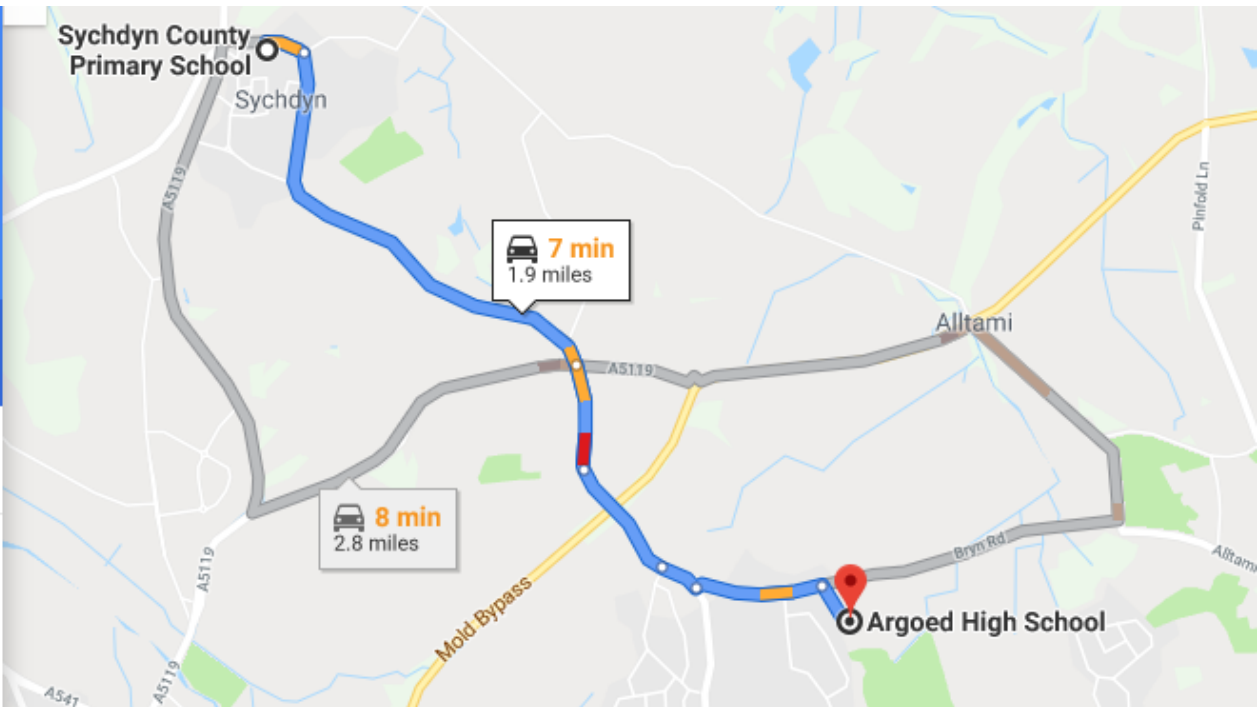 Sychdyn County
Primary School
Sychdyn
A5119
Pinfold Ln
7 min
1.9 miles
Alltami
A5119
8 min
2.8 miles
Bryn Rd
Alltami
A5119
Mold Bypass
Argoed High School
A5119
A541